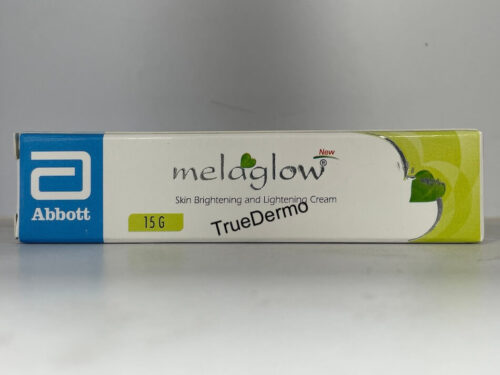 Abbott
New
melaglow®
Skin Brightening and Lightening Cream
15 G
TrueDermo